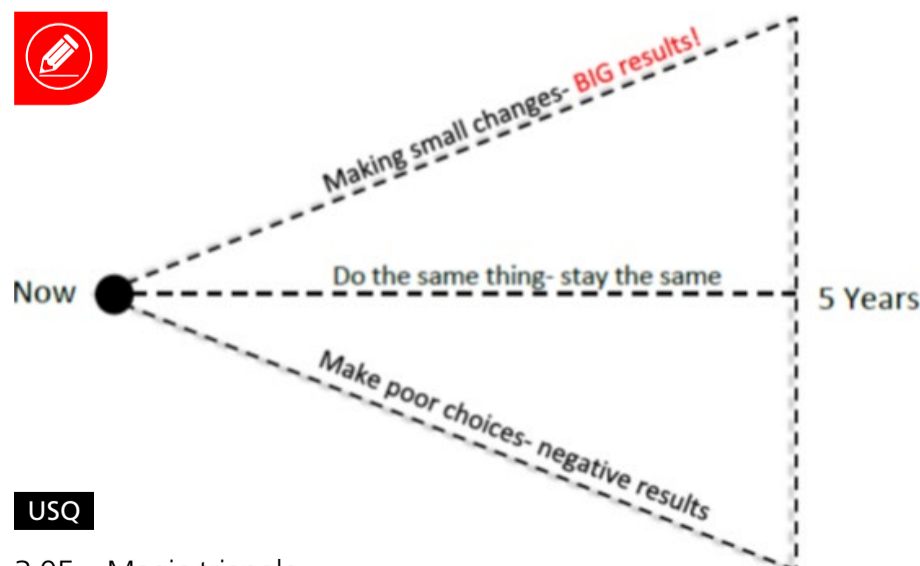 Making small changes- BIG results!
Now
Do the same thing- stay the same
5 Years
Make poor choices- negative results
USQ